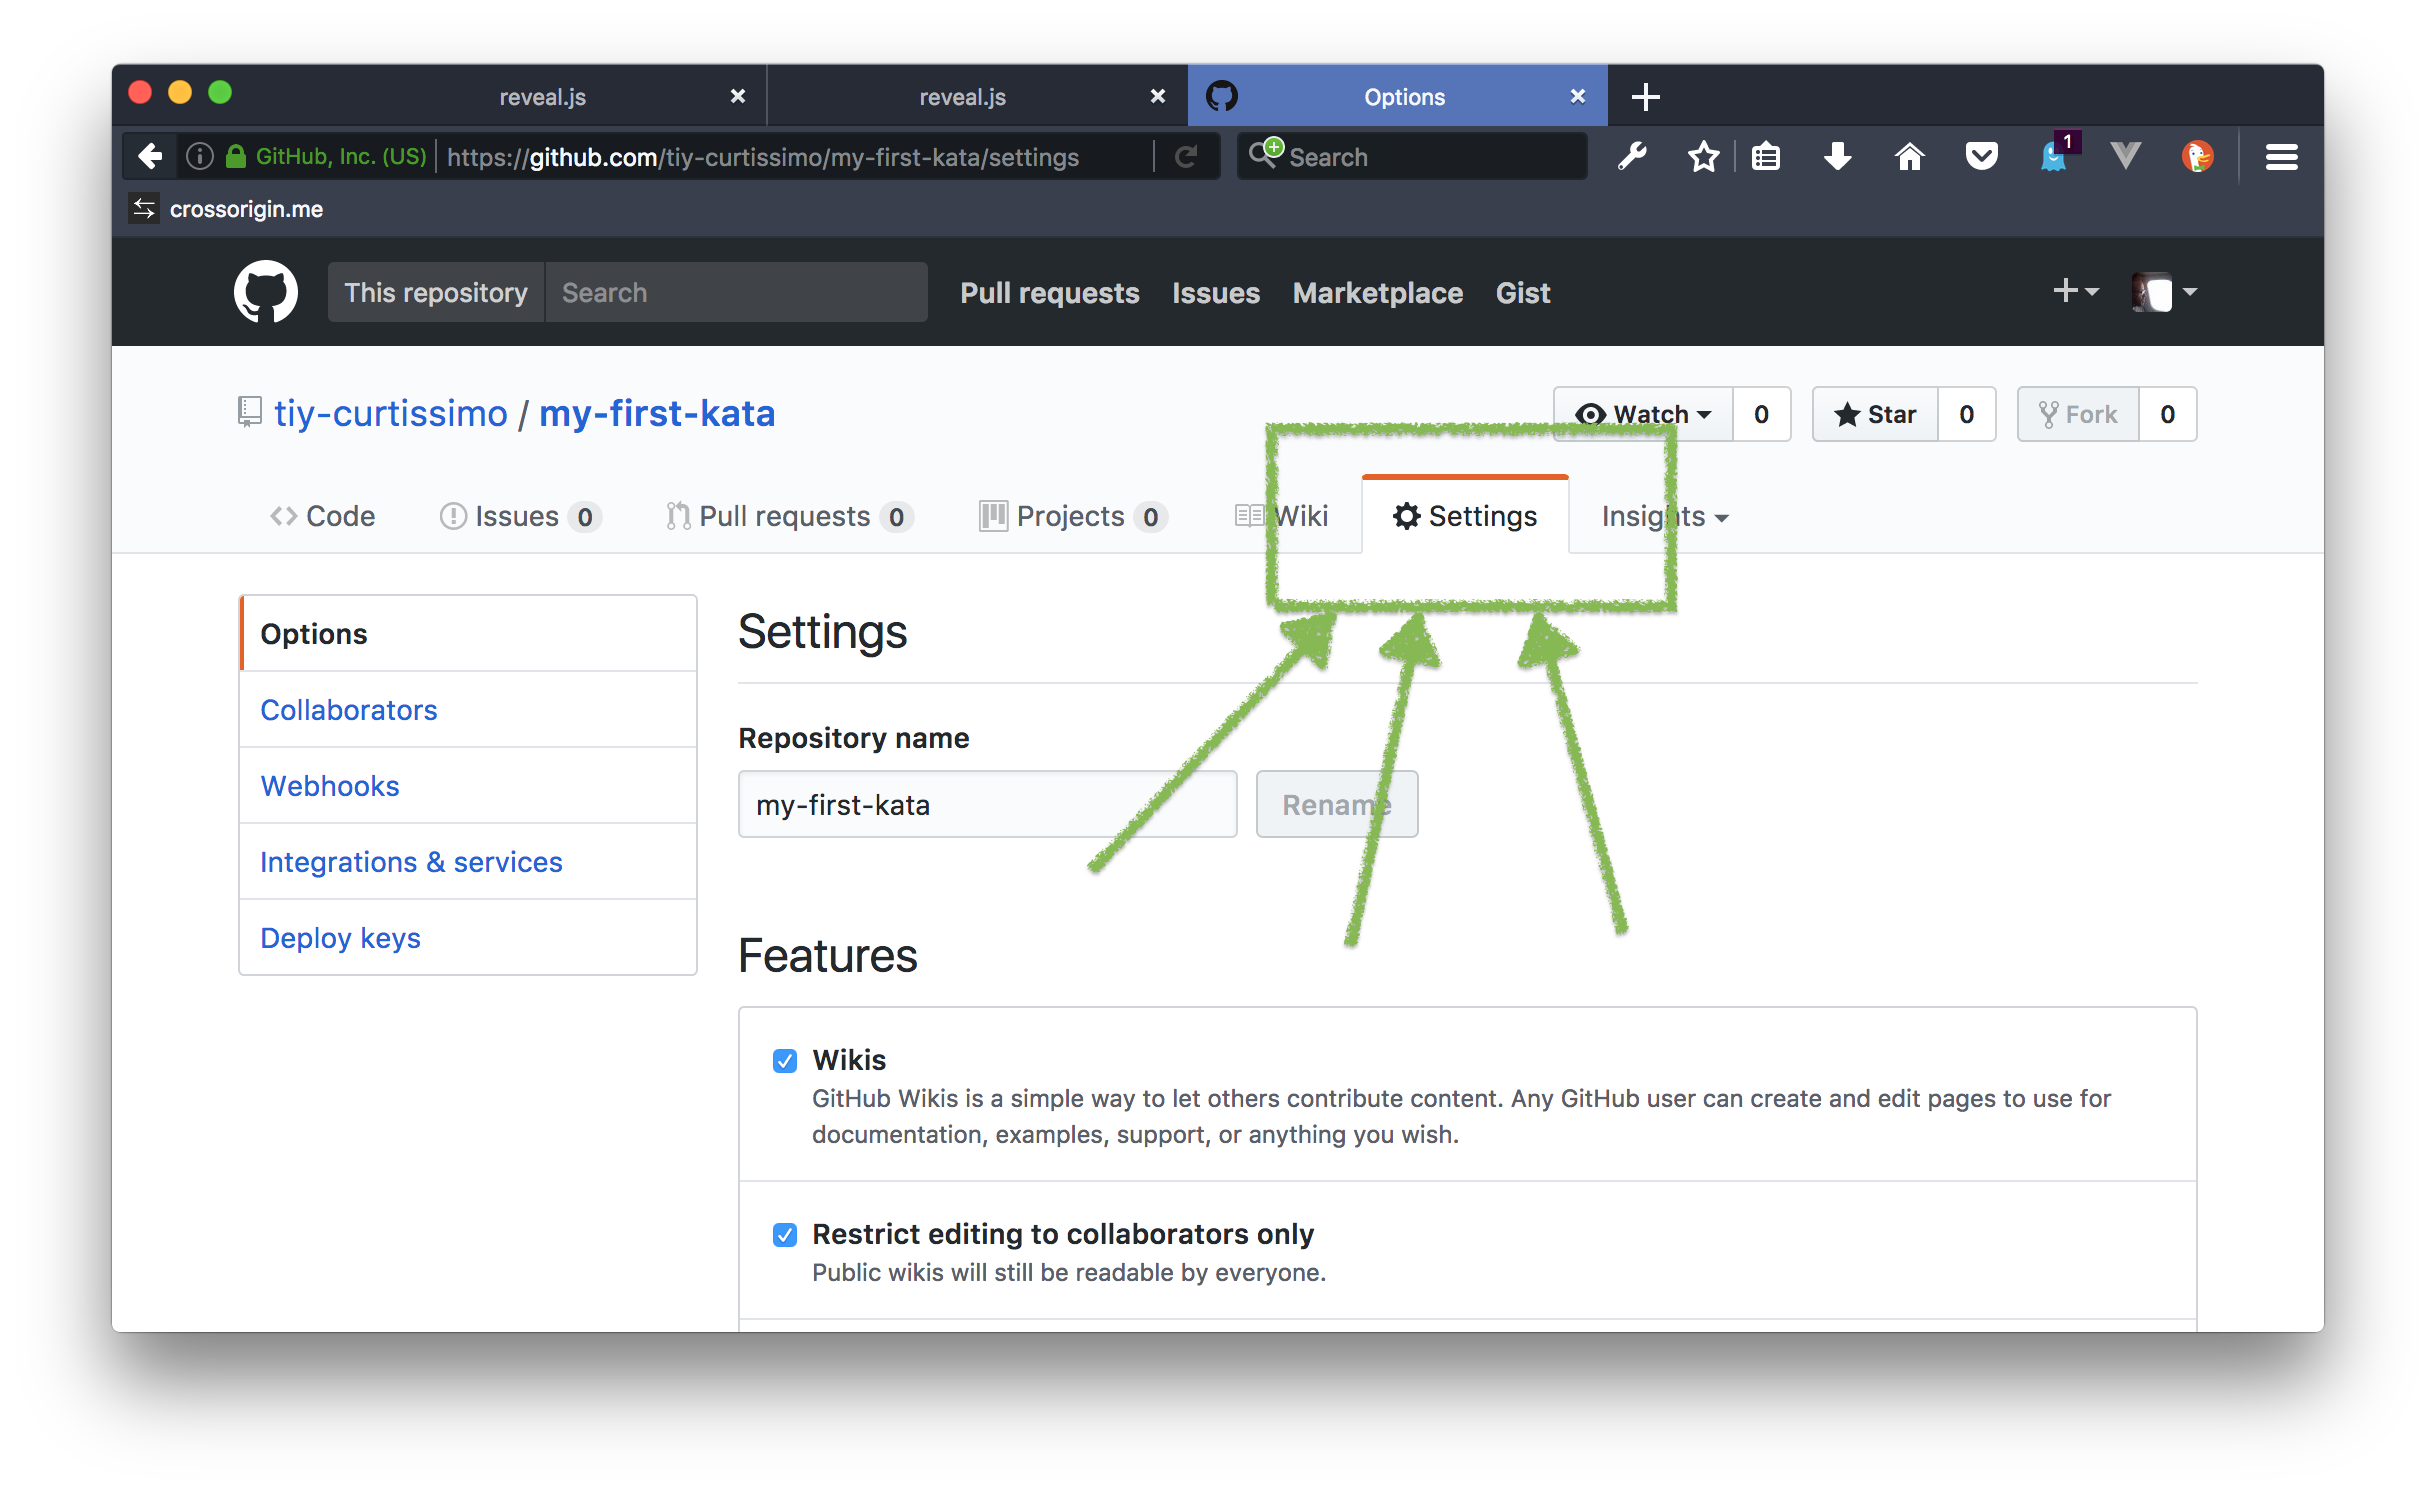 reveal.js
reveal.js
Options
GitHub, Inc. (US) https://github.com/tiy-curtissimo/my-first-kata/settings
Search
1
crossorigin.me
This repository Search Pull requests Issues Marketplace Gist
tiy-curtissimo / my-first-kata
Watch 0 Star 0 Fork 0
Code Issues 0 Pull requests 0 Projects 0 Wiki Settings Insights
Options
Collaborators
Webhooks
Integrations & services
Deploy keys
Settings
Repository name
my-first-kata Rename
Features
Wikis
GitHub Wikis is a simple way to let others contribute content. Any GitHub user can create and edit pages to use for
documentation, examples, support, or anything you wish.
Restrict editing to collaborators only
Public wikis will still be readable by everyone.